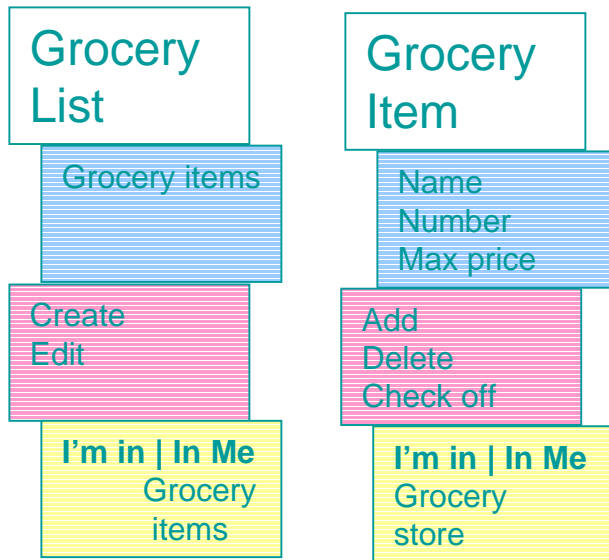 Grocery
List
Grocery items
Create
Edit
I'm in | In Me
Grocery
items
Grocery
Item
Name
Number
Max price
Add
Delete
Check off
I'm in | In Me
Grocery
store